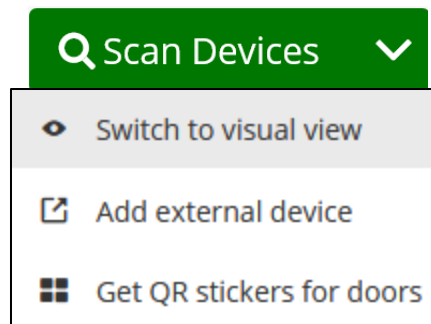 Scan Devices
Switch to visual view
Add external device
Get QR stickers for doors